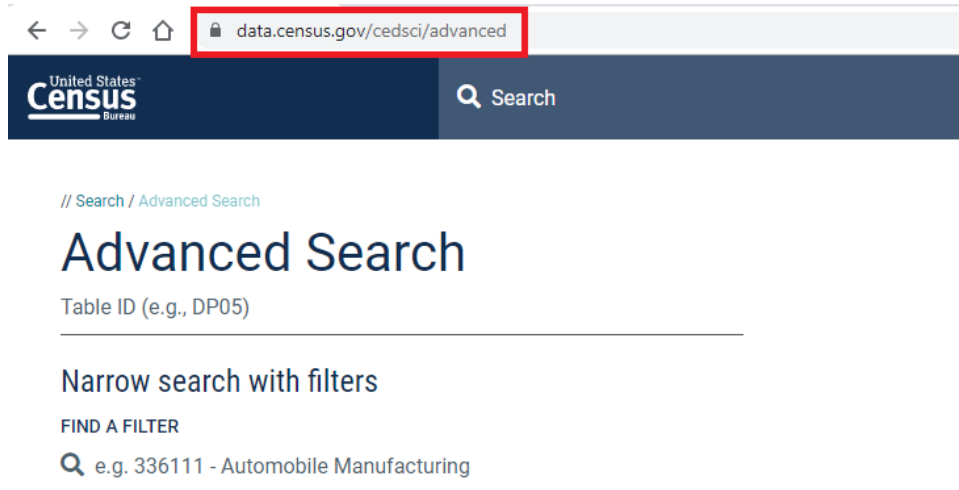 data.census.gov/cedsci/advanced
United States™
Census
Bureau
Search
// Search / Advanced Search
Advanced Search
Table ID (e.g., DP05)
Narrow search with filters
FIND A FILTER
e.g. 336111 - Automobile Manufacturing